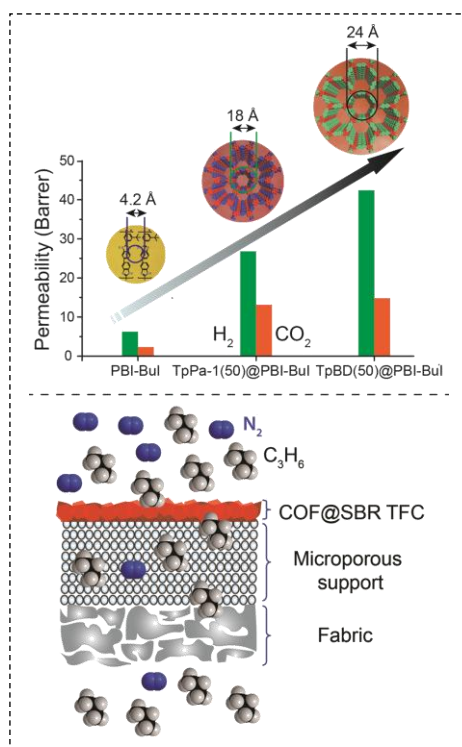 24 Å
18 Å
4.2 Å
Permeability (Barrer)
50
40
30
20
10
0
H₂
CO₂
PBI-BuI
TpPa-1(50)@PBI-BuI
TpBD(50)@PBI-BuI
N₂
C₃H₆
COF@SBR TFC
Microporous
support
Fabric